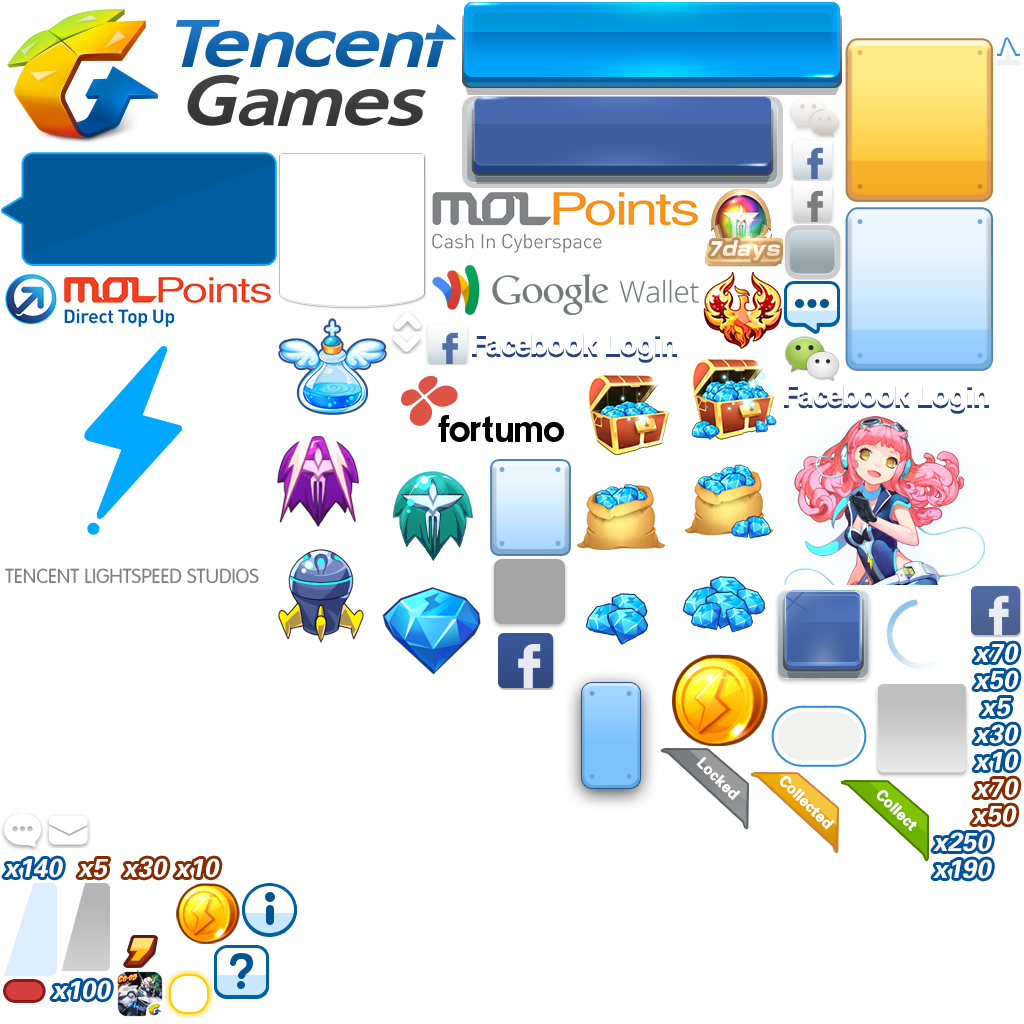 Tencent
Games
MOLPoints
Cash In Cyberspace
7days
MOLPoints
Direct Top Up
Google Wallet
Facebook Login
Facebook Login
fortumo
TENCENT LIGHTSPEED STUDIOS
x70
x50
x5
x30
x10
x70
x50
Locked
Collected
Collect
x250
x190
x140
x5
x30
x10
x100
CO-OP